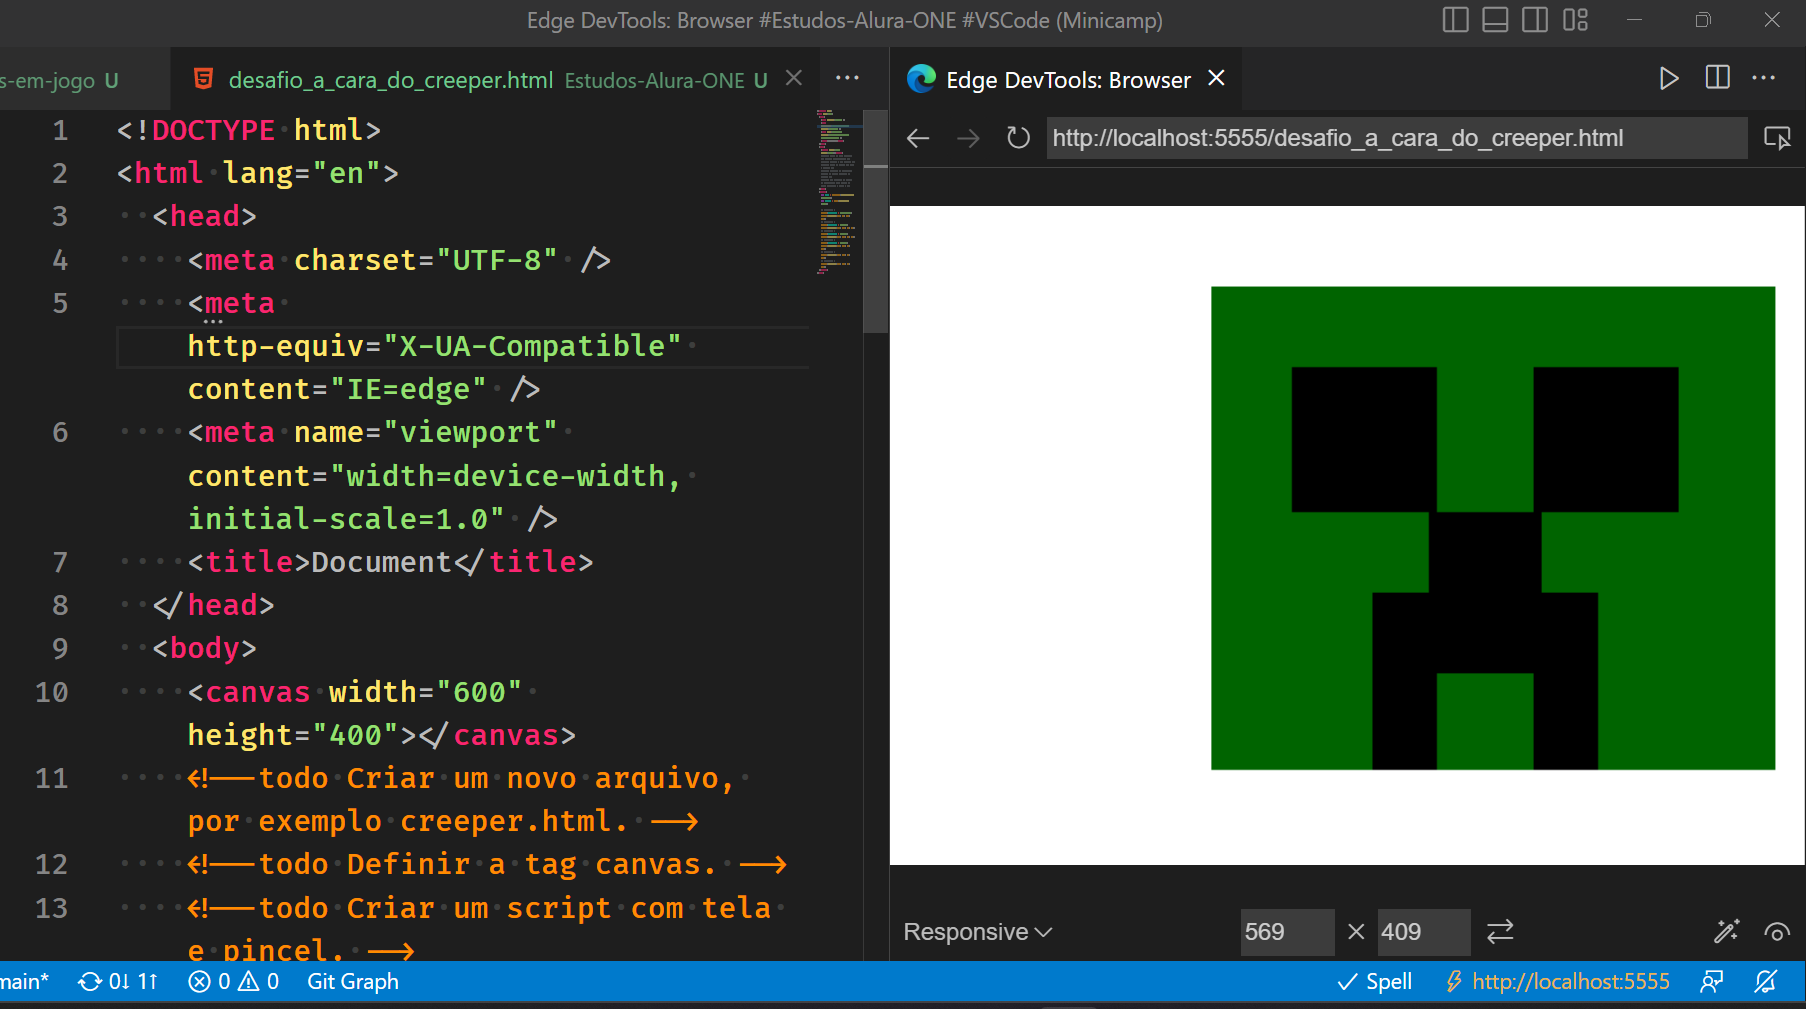 Edge DevTools: Browser #Estudos-Alura-ONE #VSCode (Minicamp)
s-em-jogo U
desafio_a_cara_do_creeper.html Estudos-Alura-ONE U
Edge DevTools: Browser
http://localhost:5555/desafio_a_cara_do_creeper.html
1 <!DOCTYPE html>
2 <html lang="en">
3 <head>
4 <meta charset="UTF-8" />
5 <meta
http-equiv="X-UA-Compatible"
content="IE=edge" />
6 <meta name="viewport"
content="width=device-width,
initial-scale=1.0" />
7 <title>Document</title>
8 </head>
9 <body>
10 <canvas width="600"
height="400"></canvas>
11 <!--todo Criar um novo arquivo,
por exemplo creeper.html. -->
12 <!--todo Definir a tag canvas. -->
13 <!--todo Criar um script com tela
e pincel. -->
Responsive 569 × 409
main* 0↓ 1↑ 0 0 Git Graph
Spell http://localhost:5555